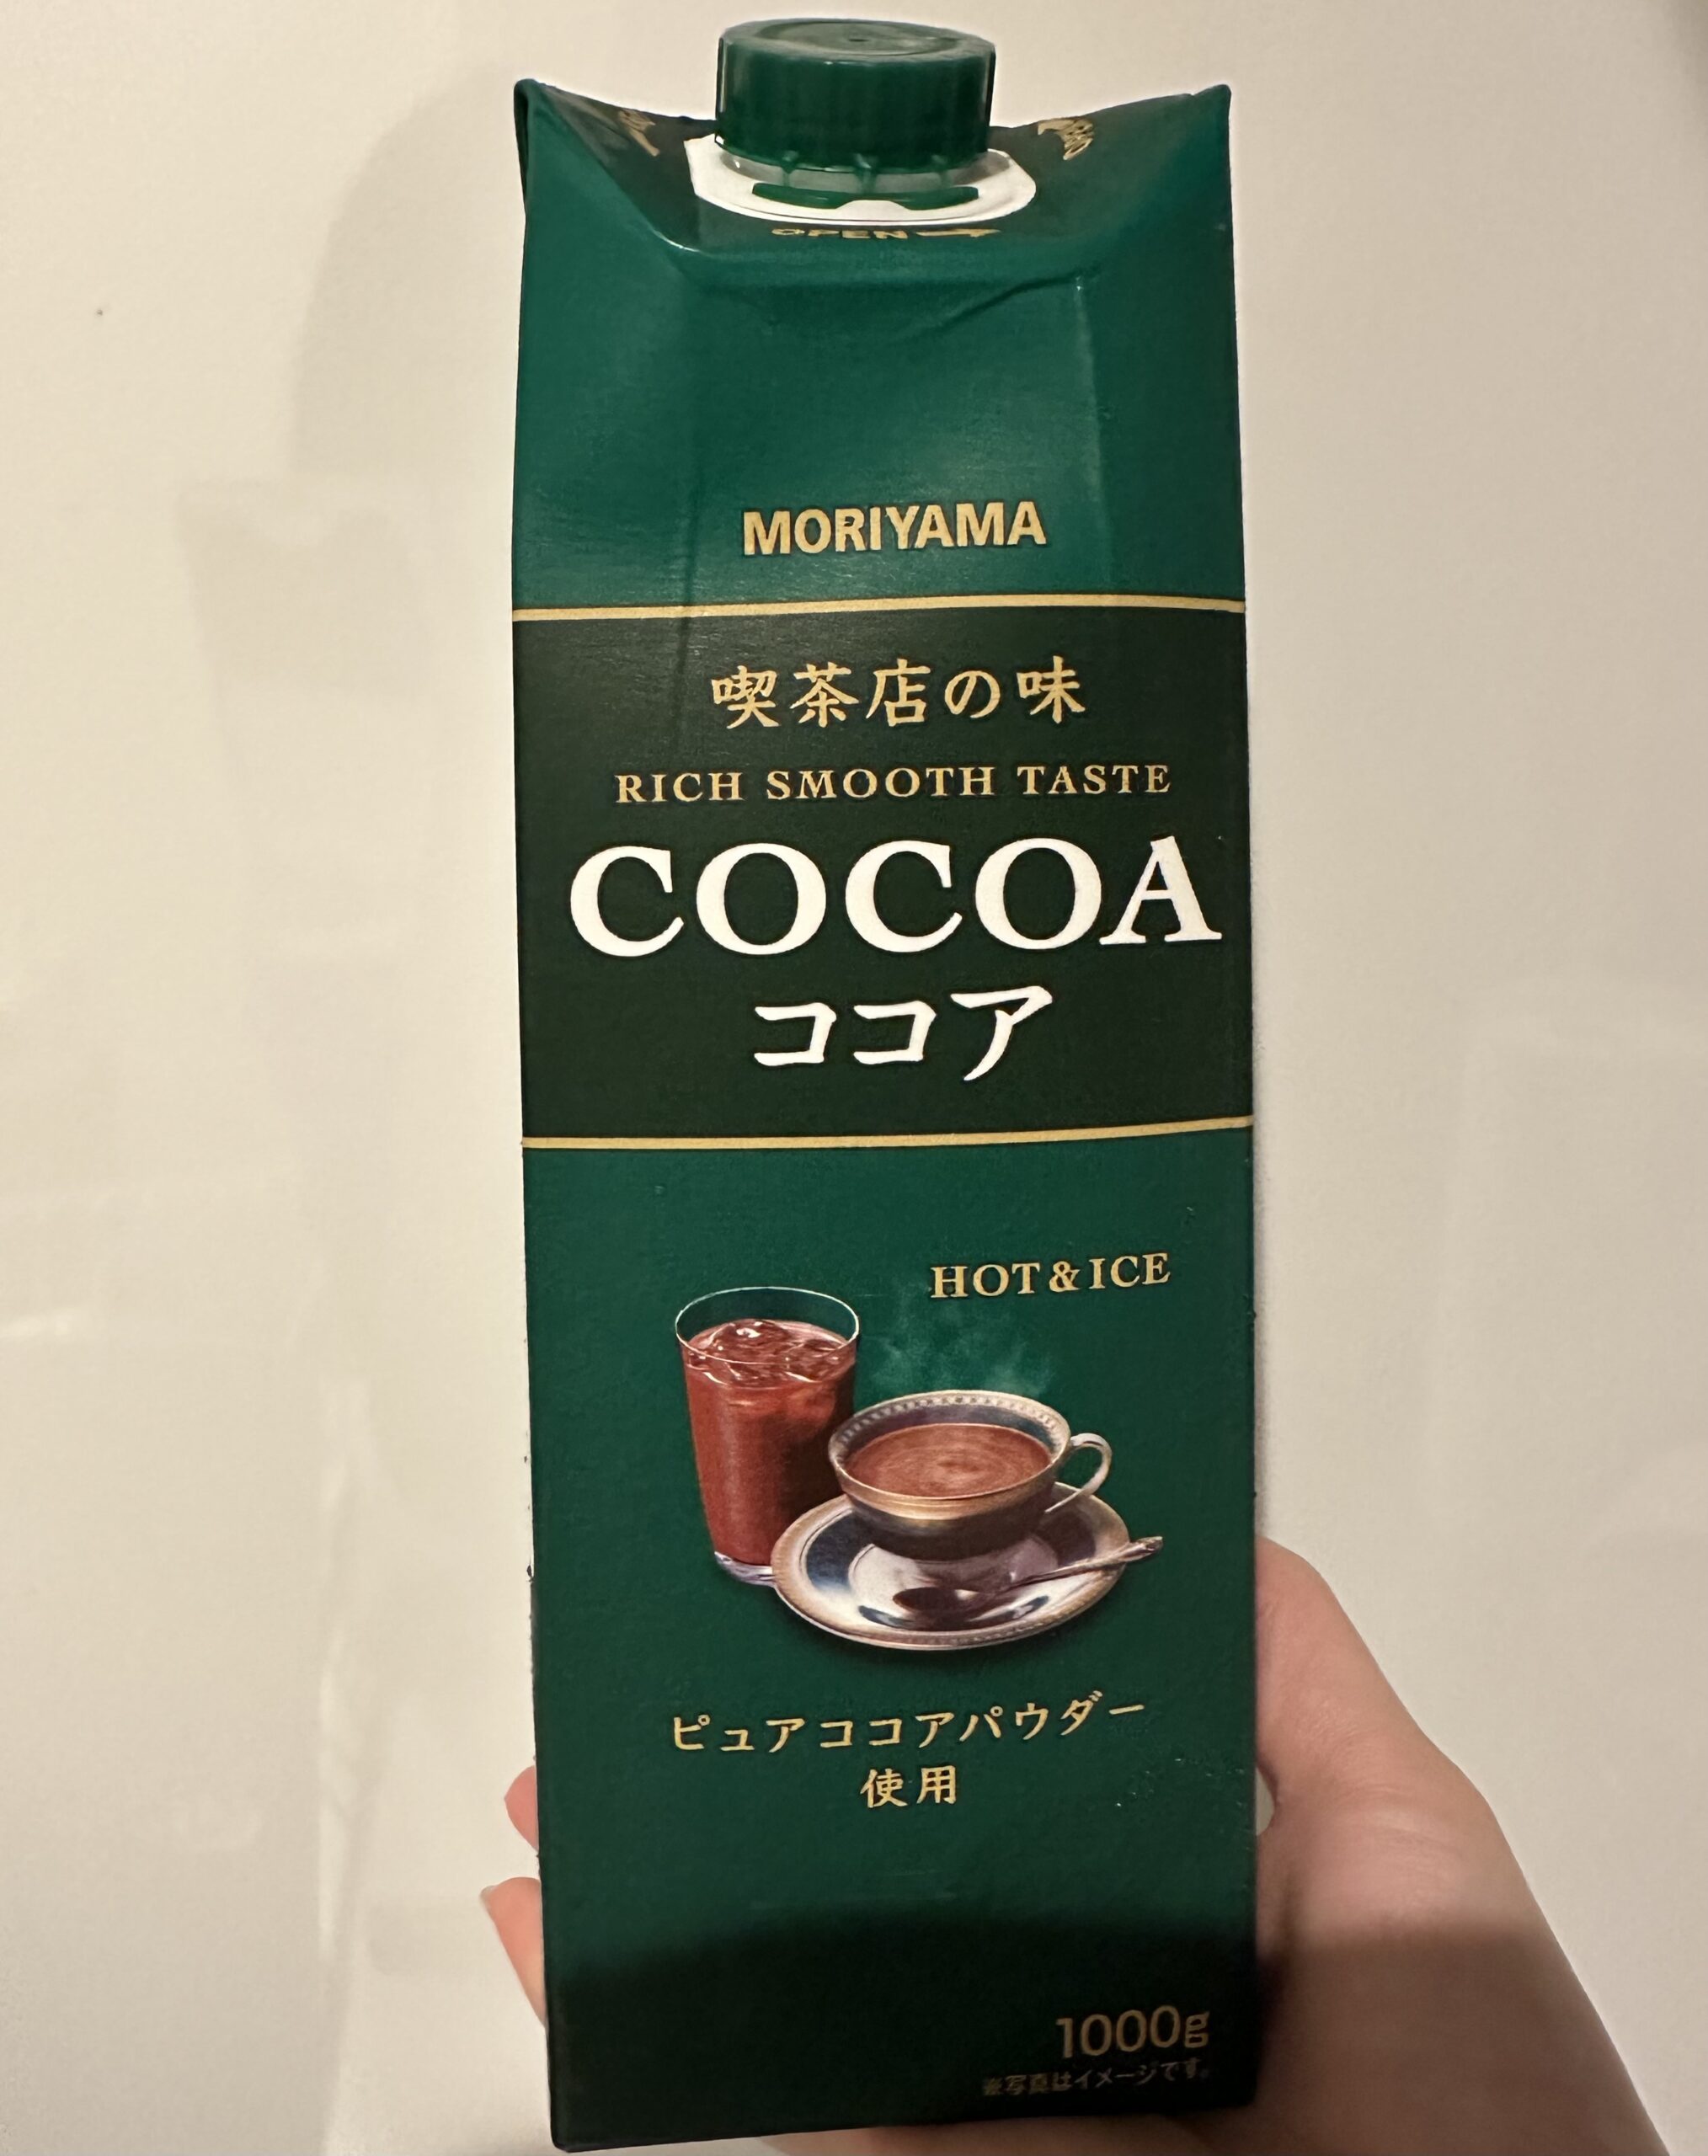 OPEN
MORIYAMA
喫茶店の味
RICH SMOOTH TASTE
COCOA
ココア
HOT & ICE
ピュアココアパウダー
使用
1000g
※写真はイメージです。